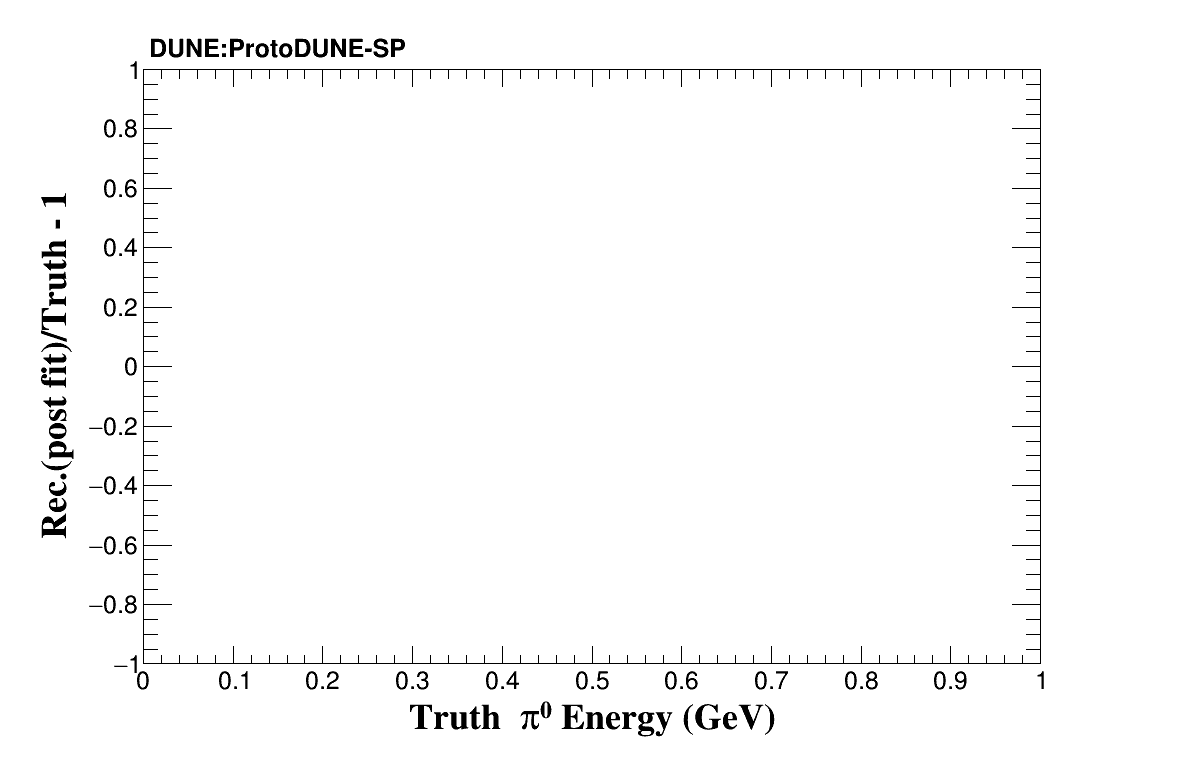 DUNE:ProtoDUNE-SP
Rec.(post fit)/Truth - 1
1
0.8
0.6
0.4
0.2
0
−0.2
−0.4
−0.6
−0.8
−1
0 0.1 0.2 0.3 0.4 0.5 0.6 0.7 0.8 0.9 1
Truth π⁰ Energy (GeV)